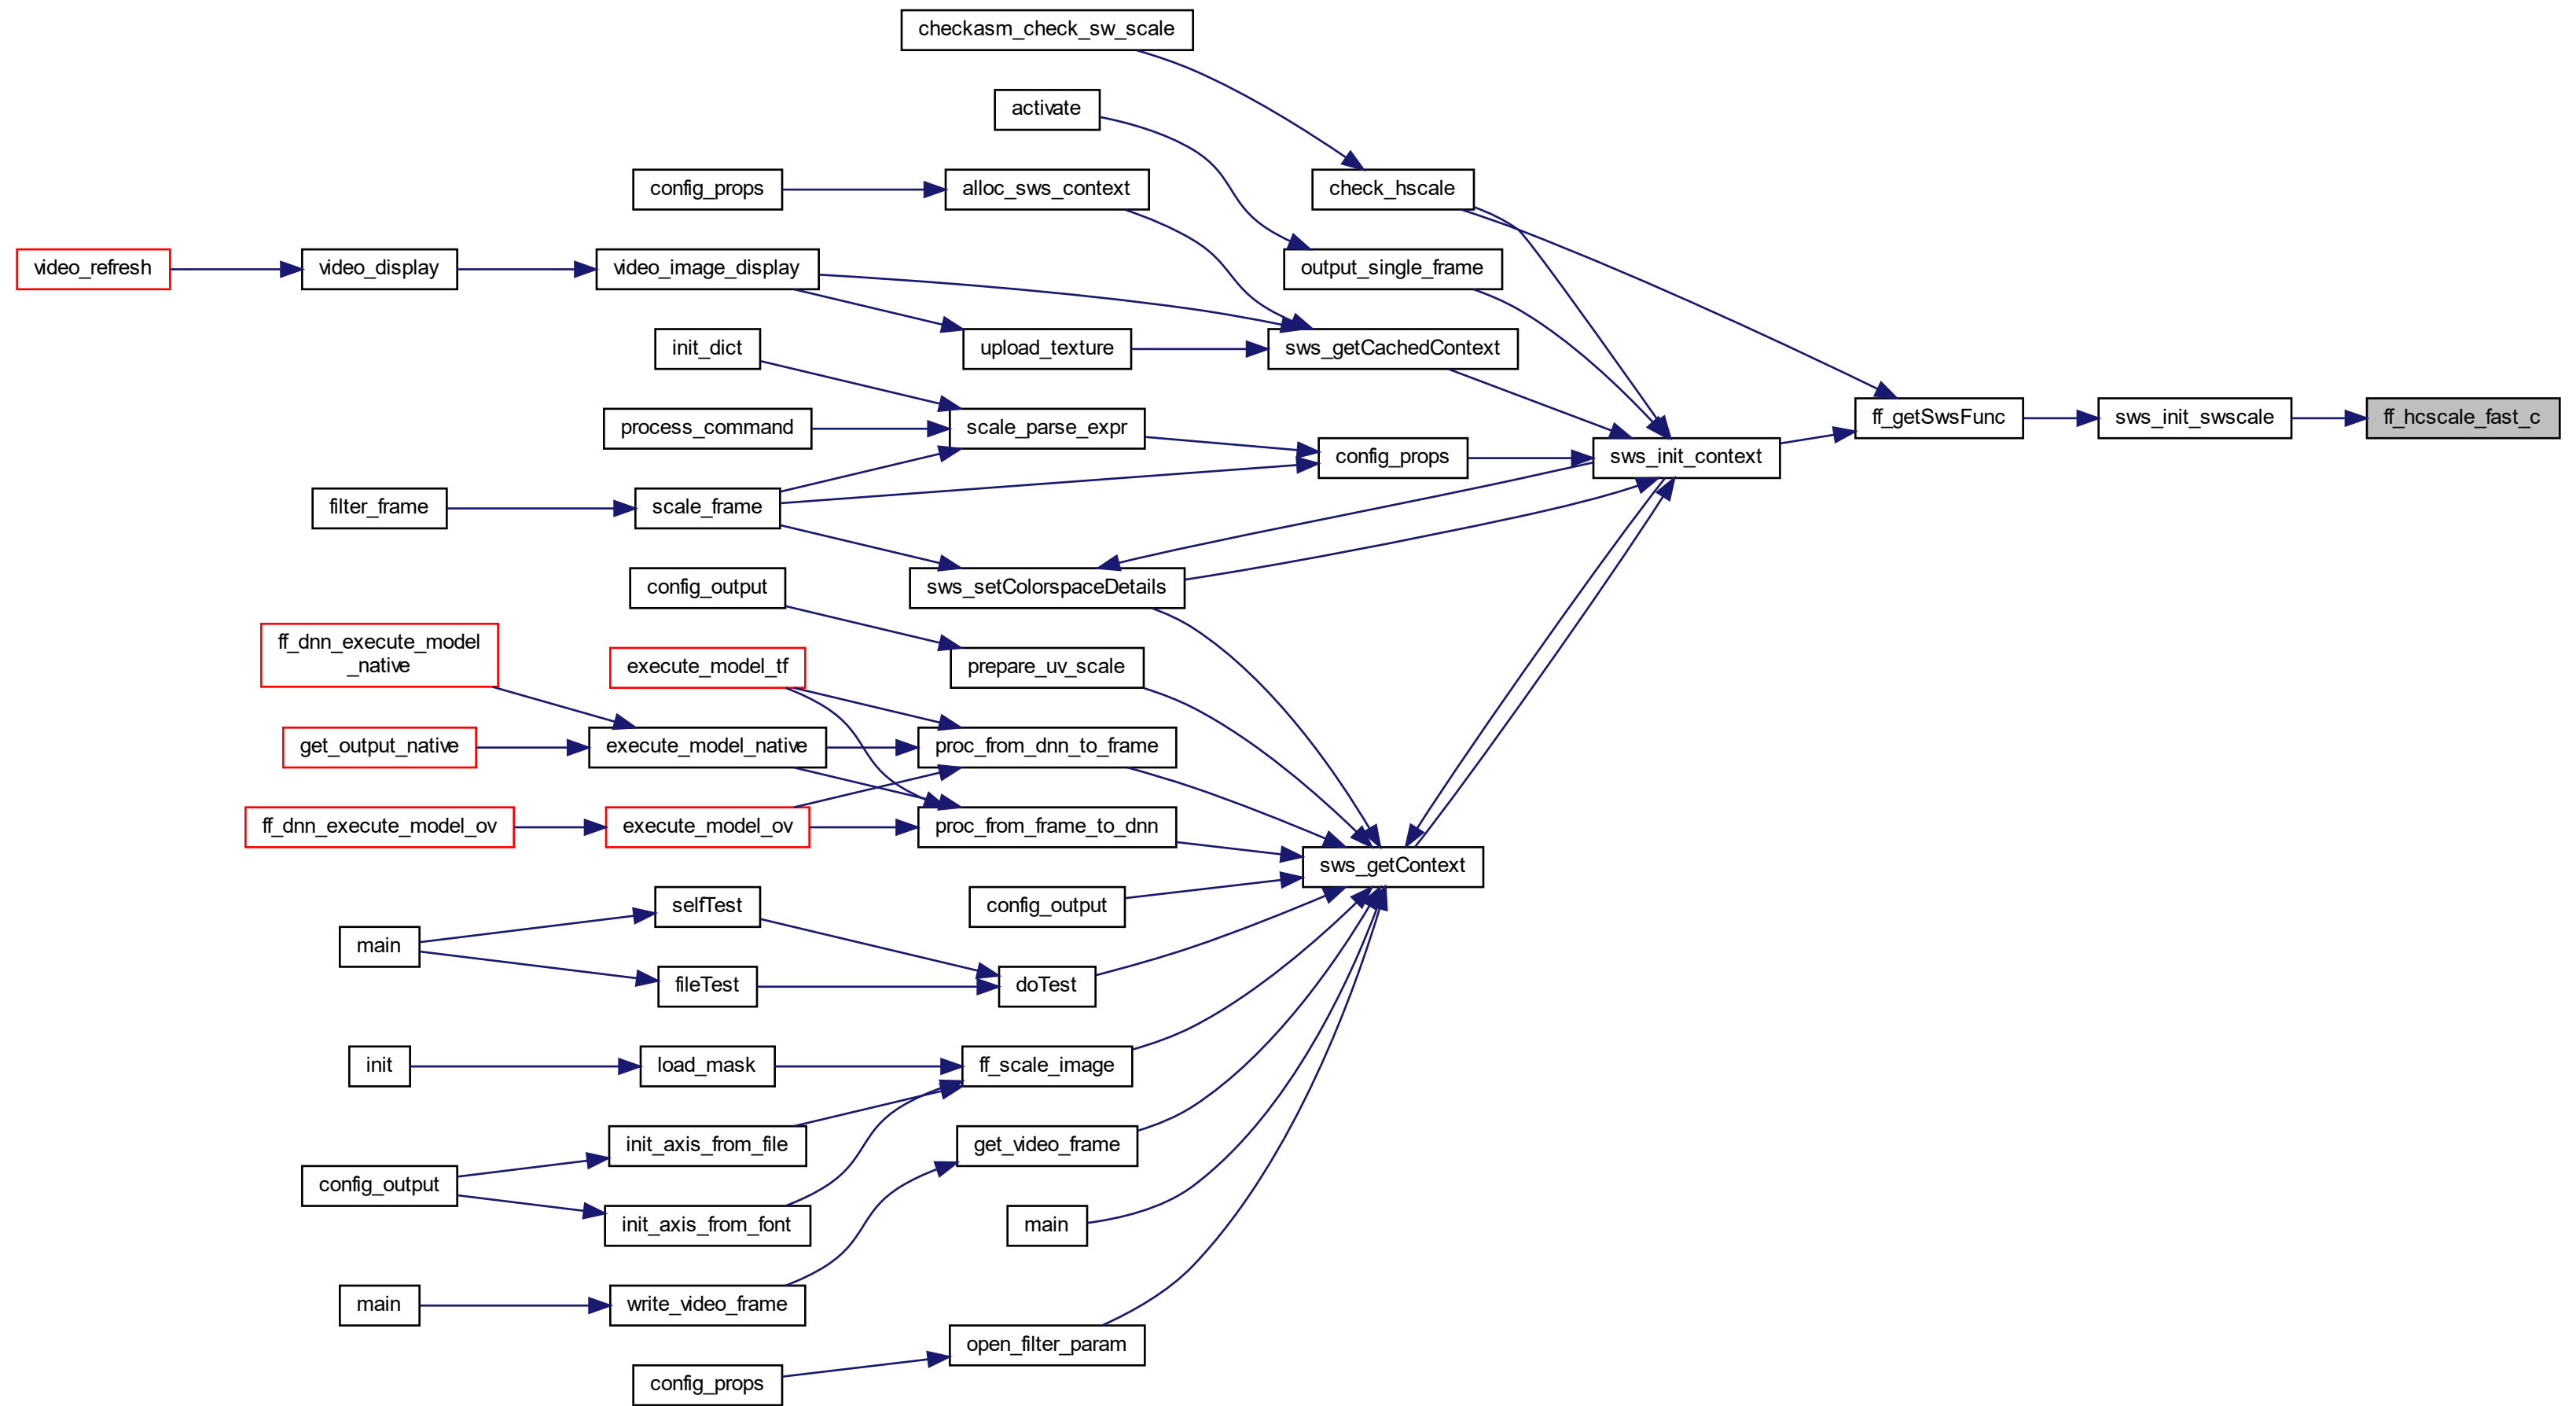 checkasm_check_sw_scale
activate
config_props
alloc_sws_context
check_hscale
video_refresh
video_display
video_image_display
output_single_frame
init_dict
upload_texture
sws_getCachedContext
process_command
scale_parse_expr
config_props
sws_init_context
ff_getSwsFunc
sws_init_swscale
ff_hcscale_fast_c
filter_frame
scale_frame
config_output
sws_setColorspaceDetails
ff_dnn_execute_model
_native
execute_model_tf
prepare_uv_scale
get_output_native
execute_model_native
proc_from_dnn_to_frame
ff_dnn_execute_model_ov
execute_model_ov
proc_from_frame_to_dnn
sws_getContext
selfTest
config_output
main
fileTest
doTest
init
load_mask
ff_scale_image
init_axis_from_file
get_video_frame
config_output
init_axis_from_font
main
main
write_video_frame
open_filter_param
config_props